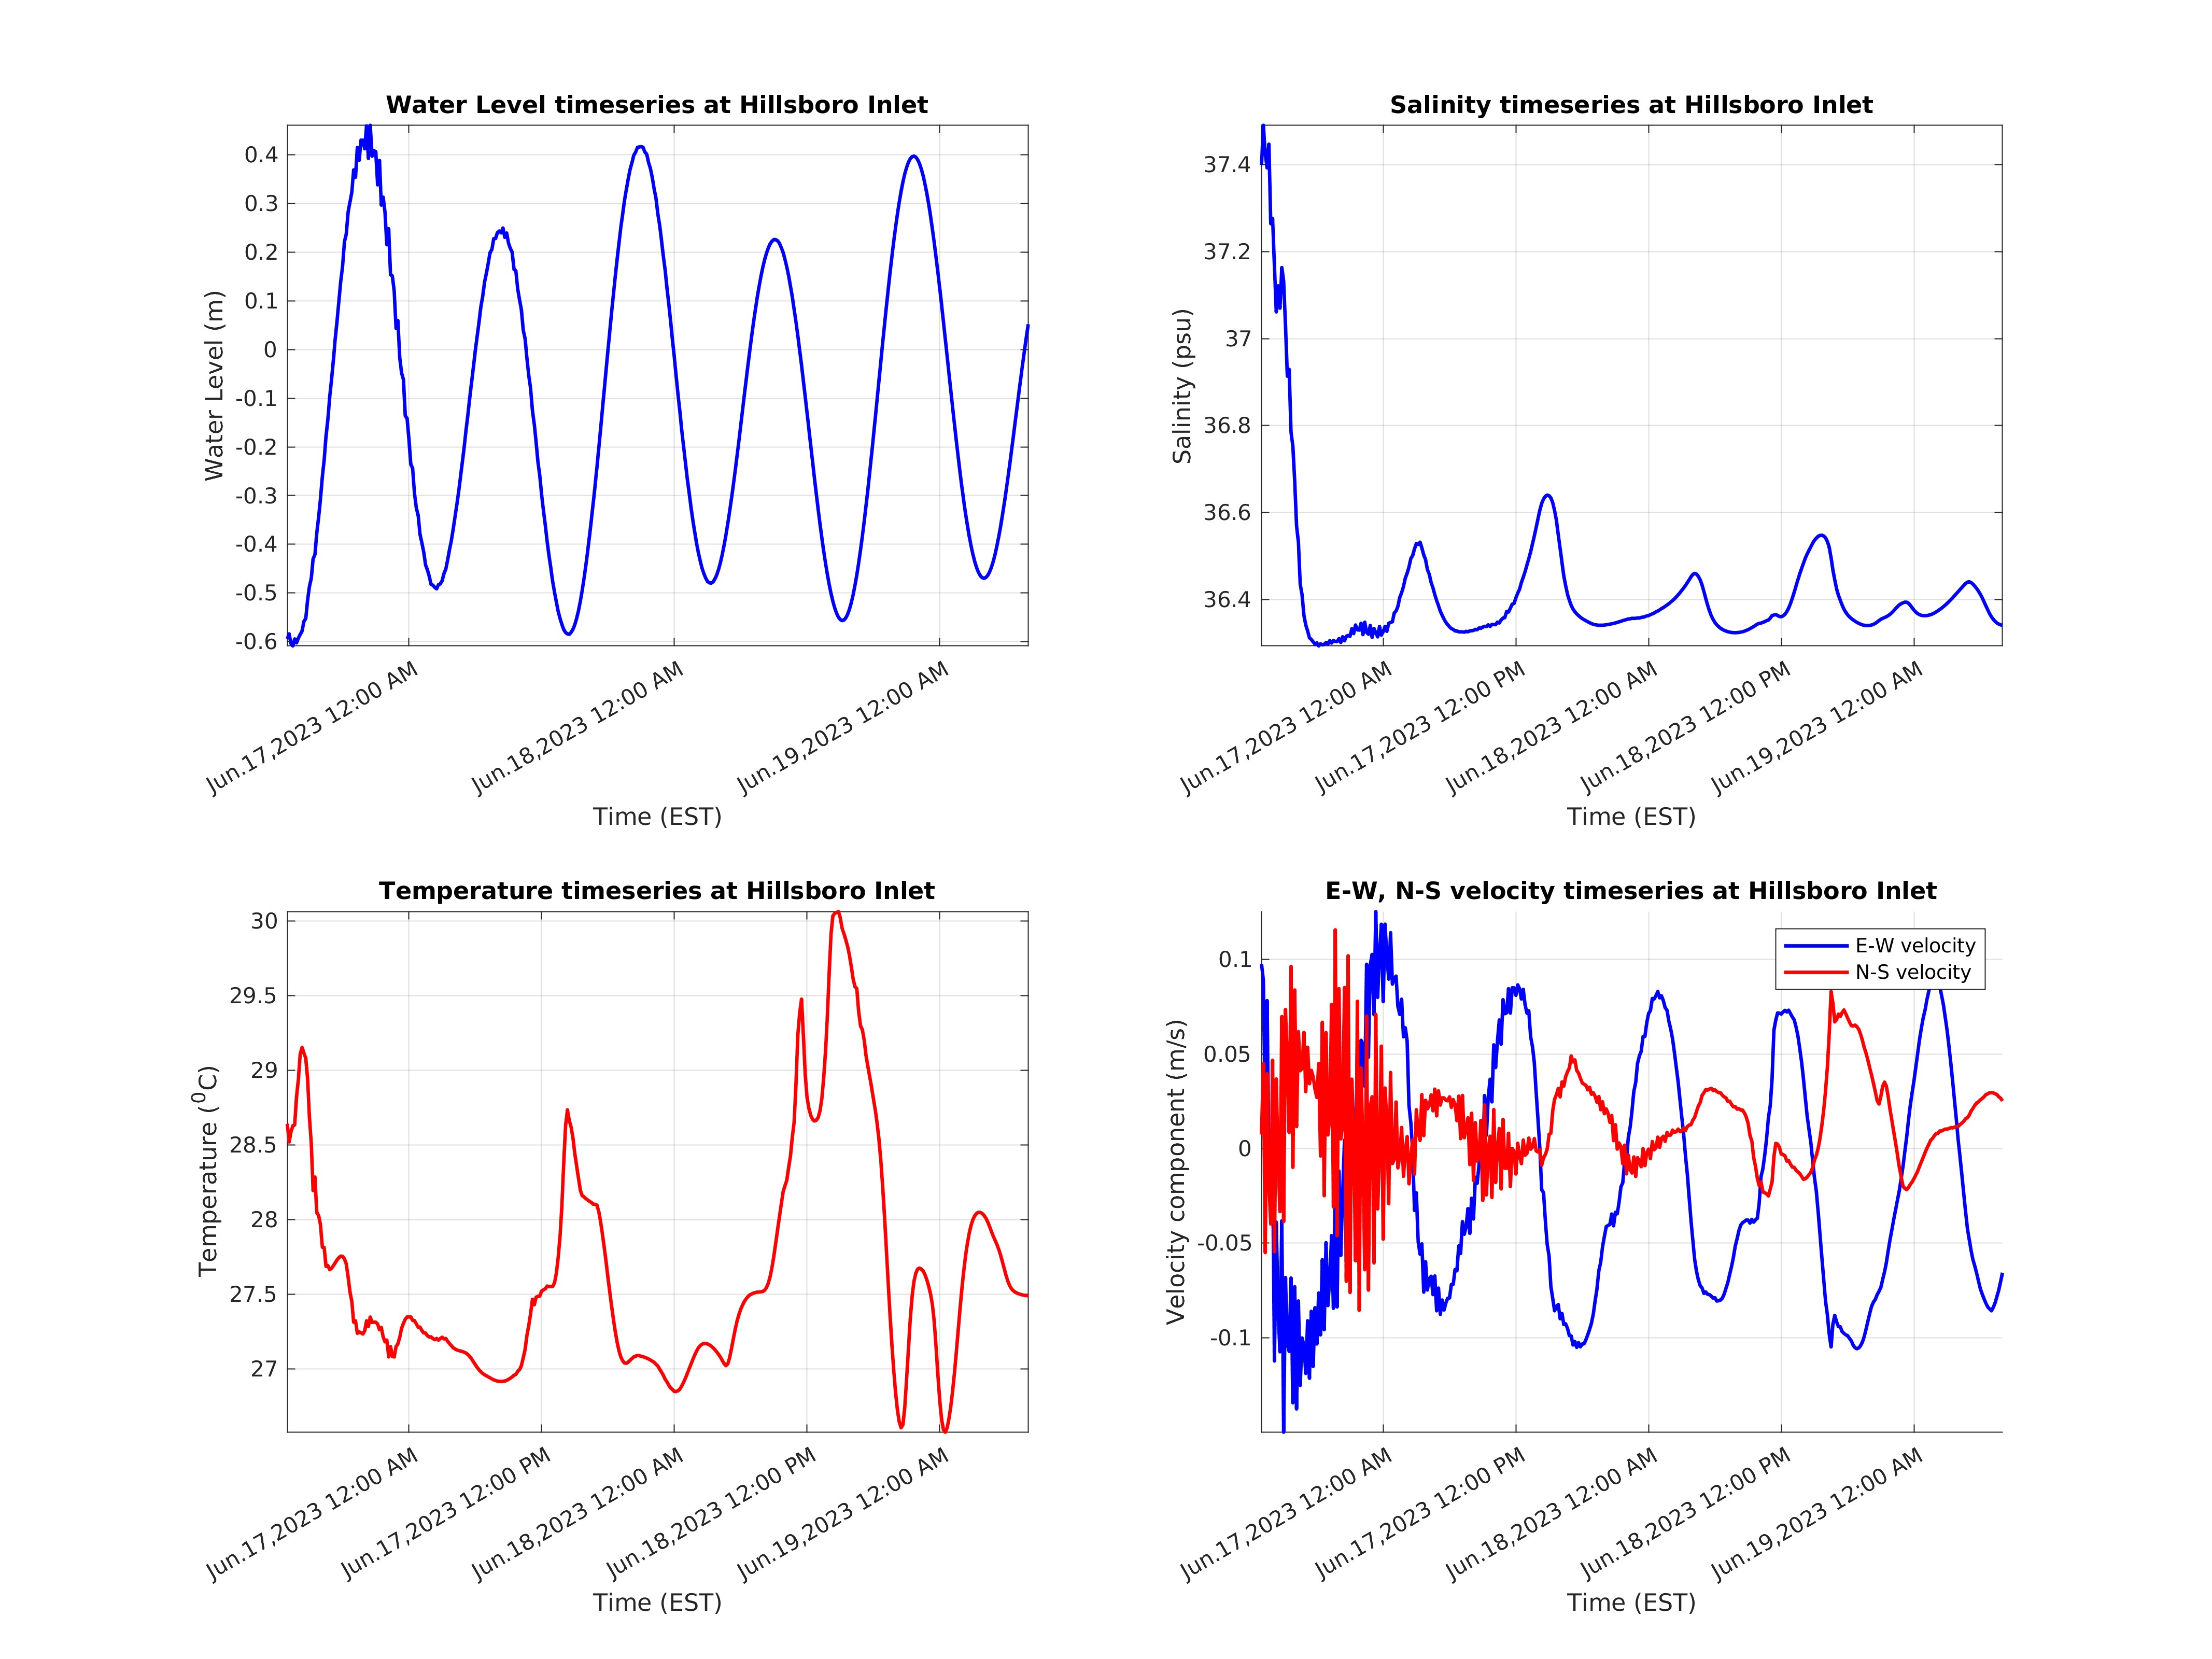 Water Level timeseries at Hillsboro Inlet
Water Level (m)
0.4
0.3
0.2
0.1
0
-0.1
-0.2
-0.3
-0.4
-0.5
-0.6
Jun.17,2023 12:00 AM
Jun.18,2023 12:00 AM
Jun.19,2023 12:00 AM
Time (EST)
Salinity timeseries at Hillsboro Inlet
Salinity (psu)
37.4
37.2
37
36.8
36.6
36.4
Jun.17,2023 12:00 AM
Jun.17,2023 12:00 PM
Jun.18,2023 12:00 AM
Jun.18,2023 12:00 PM
Jun.19,2023 12:00 AM
Time (EST)
Temperature timeseries at Hillsboro Inlet
Temperature (⁰C)
30
29.5
29
28.5
28
27.5
27
Jun.17,2023 12:00 AM
Jun.17,2023 12:00 PM
Jun.18,2023 12:00 AM
Jun.18,2023 12:00 PM
Jun.19,2023 12:00 AM
Time (EST)
E-W, N-S velocity timeseries at Hillsboro Inlet
Velocity component (m/s)
0.1
0.05
0
-0.05
-0.1
E-W velocity
N-S velocity
Jun.17,2023 12:00 AM
Jun.17,2023 12:00 PM
Jun.18,2023 12:00 AM
Jun.18,2023 12:00 PM
Jun.19,2023 12:00 AM
Time (EST)